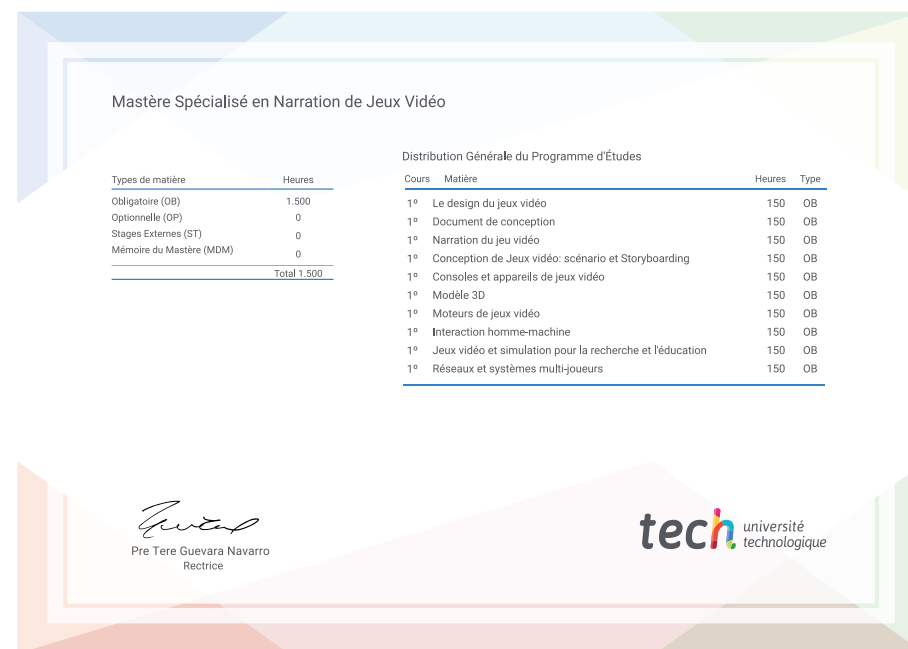 Mastère Spécialisé en Narration de Jeux Vidéo
Types de matière Heures
Obligatoire (OB) 1.500
Optionnelle (OP) 0
Stages Externes (ST) 0
Mémoire du Mastère (MDM) 0
Total 1.500
Distribution Générale du Programme d'Études
Cours Matière Heures Type
1º Le design du jeux vidéo 150 OB
1º Document de conception 150 OB
1º Narration du jeu vidéo 150 OB
1º Conception de Jeux vidéo: scénario et Storyboarding 150 OB
1º Consoles et appareils de jeux vidéo 150 OB
1º Modèle 3D 150 OB
1º Moteurs de jeux vidéo 150 OB
1º Interaction homme-machine 150 OB
1º Jeux vidéo et simulation pour la recherche et l'éducation 150 OB
1º Réseaux et systèmes multi-joueurs 150 OB
Pre Tere Guevara Navarro
Rectrice
tech université
technologique